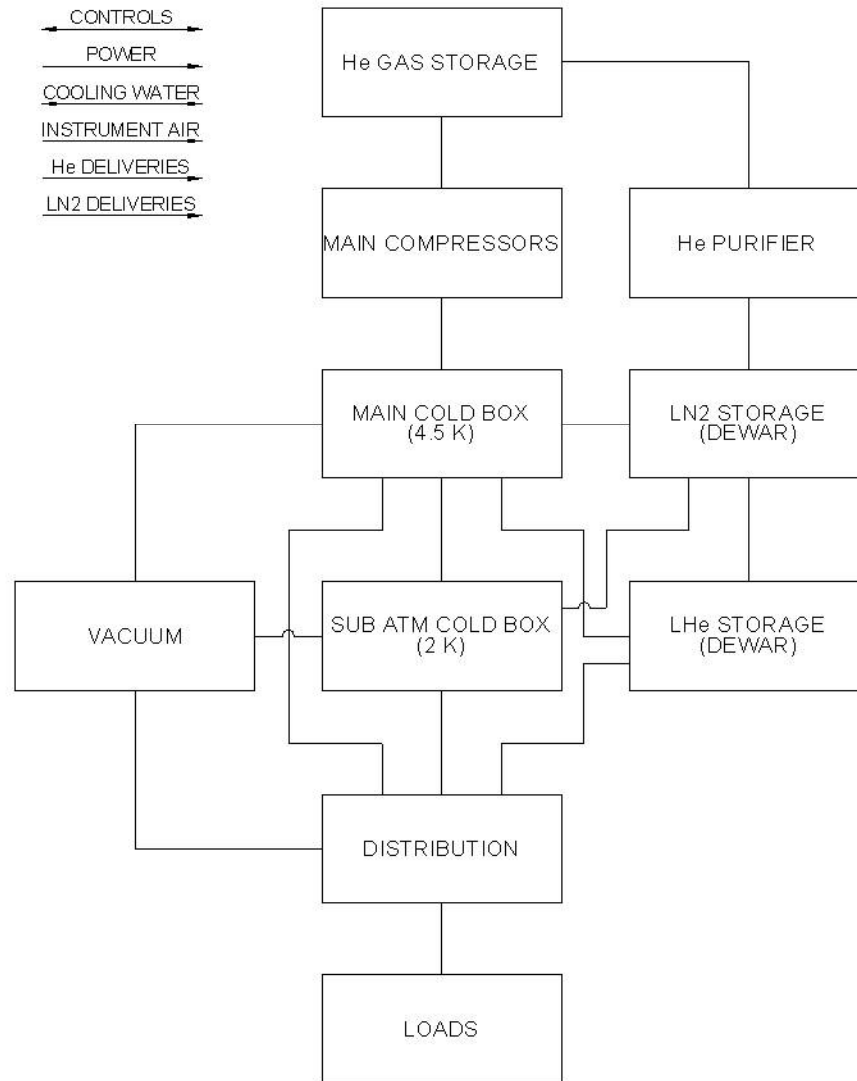 CONTROLS
POWER
COOLING WATER
INSTRUMENT AIR
He DELIVERIES
LN2 DELIVERIES
He GAS STORAGE
MAIN COMPRESSORS
He PURIFIER
MAIN COLD BOX
(4.5 K)
LN2 STORAGE
(DEWAR)
VACUUM
SUB ATM COLD BOX
(2 K)
LHe STORAGE
(DEWAR)
DISTRIBUTION
LOADS